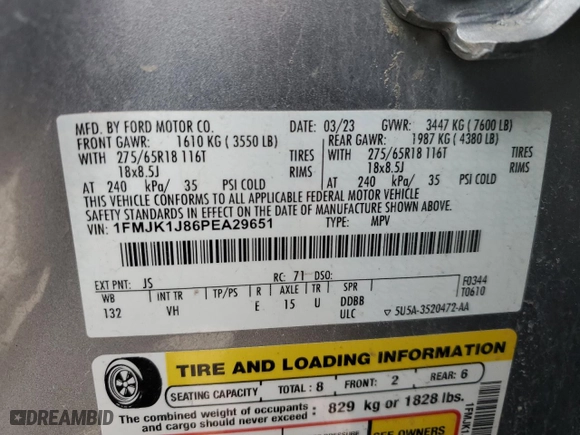 MFD. BY FORD MOTOR CO. DATE: 03/23 GVWR: 3447 KG (7600 LB)
FRONT GAWR: 1610 KG (3550 LB) REAR GAWR: 1987 KG (4380 LB)
WITH 275/65R18 116T TIRES WITH 275/65R18 116T TIRES
18x8.5J RIMS 18x8.5J RIMS
AT 240 kPa/ 35 PSI COLD AT 240 kPa/ 35 PSI COLD
THIS VEHICLE CONFORMS TO ALL APPLICABLE FEDERAL MOTOR VEHICLE
SAFETY STANDARDS IN EFFECT ON THE DATE OF MANUFACTURE SHOWN ABOVE.
VIN: 1FMJK1J86PEA29651 TYPE: MPV
EXT PNT: JS RC: 71 DSO: F0344
WB INT TR TP/PS R AXLE TR SPR T0610
132 VH E 15 U DDBB
ULC ▽ 5U5A-3520472-AA
TIRE AND LOADING INFORMATION
SEATING CAPACITY TOTAL: 8 FRONT: 2 REAR: 6
The combined weight of occupants and cargo should never exceed: 829 kg or 1828 lbs.
SEE OWNERS
1FMJK1
DREAMBID